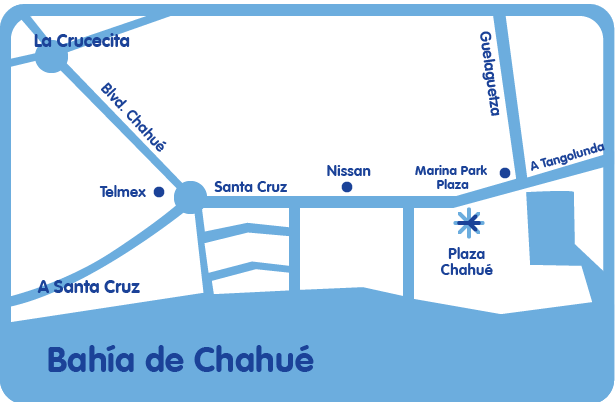 La Crucecita
Guelaguetza
Blvd. Chahué
A Tangolunda
Nissan
Marina Park
Plaza
Telmex
Santa Cruz
Plaza
Chahué
A Santa Cruz
Bahía de Chahué